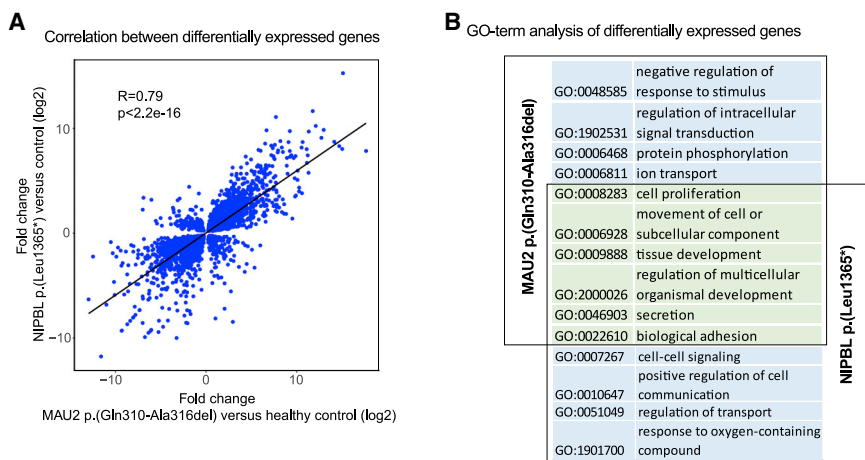 A
Correlation between differentially expressed genes
R=0.79
p<2.2e-16
10
0
−10
Fold change
NIPBL p.(Leu1365*) versus control (log2)
−10
0
10
Fold change
MAU2 p.(Gln310-Ala316del) versus healthy control (log2)
B
GO-term analysis of differentially expressed genes
MAU2 p.(Gln310-Ala316del)
negative regulation of
GO:0048585 response to stimulus
regulation of intracellular
GO:1902531 signal transduction
GO:0006468 protein phosphorylation
GO:0006811 ion transport
GO:0008283 cell proliferation
movement of cell or
GO:0006928 subcellular component
GO:0009888 tissue development
regulation of multicellular
GO:2000026 organismal development
GO:0046903 secretion
GO:0022610 biological adhesion
GO:0007267 cell-cell signaling
positive regulation of cell
GO:0010647 communication
GO:0051049 regulation of transport
response to oxygen-containing
GO:1901700 compound
NIPBL p.(Leu1365*)